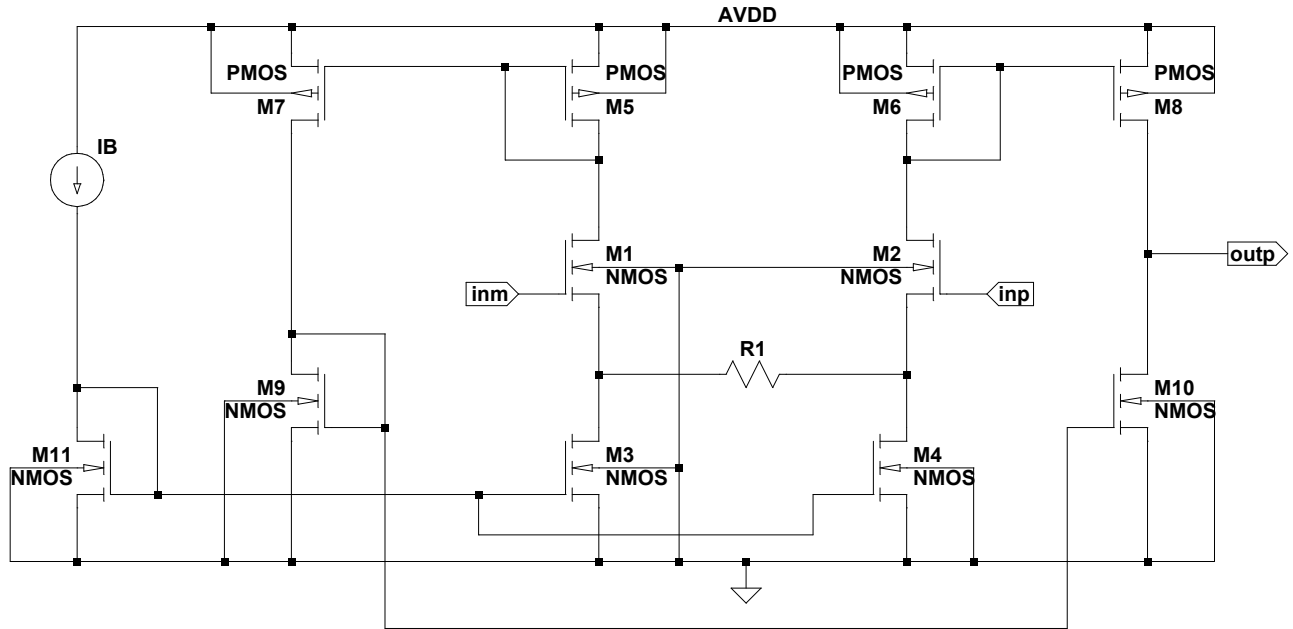 AVDD
PMOS
M7
PMOS
M5
PMOS
M6
PMOS
M8
IB
M1
NMOS
M2
NMOS
inm
inp
outp
R1
M9
NMOS
M10
NMOS
M11
NMOS
M3
NMOS
M4
NMOS